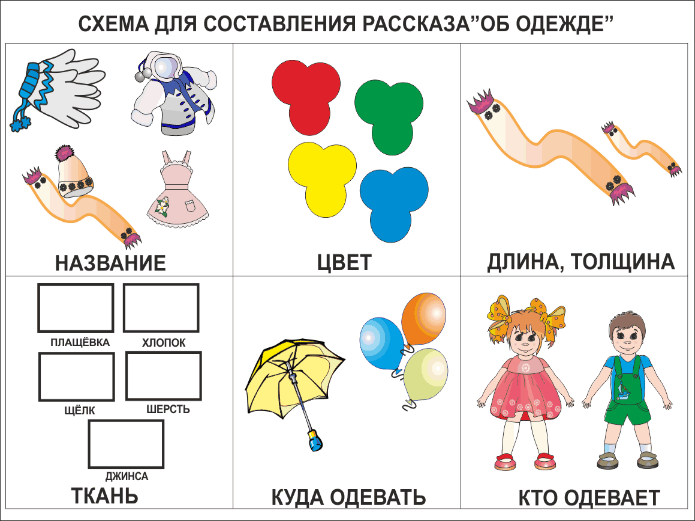 СХЕМА ДЛЯ СОСТАВЛЕНИЯ РАССКАЗА”ОБ ОДЕЖДЕ”
НАЗВАНИЕ
ЦВЕТ
ДЛИНА, ТОЛЩИНА
ПЛАЩЁВКА
ХЛОПОК
ЩЁЛК
ШЕРСТЬ
ДЖИНСА
ТКАНЬ
КУДА ОДЕВАТЬ
КТО ОДЕВАЕТ